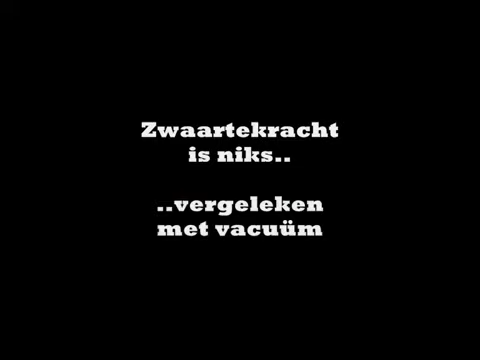 Zwaartekracht
is niks..
..vergeleken
met vacuüm